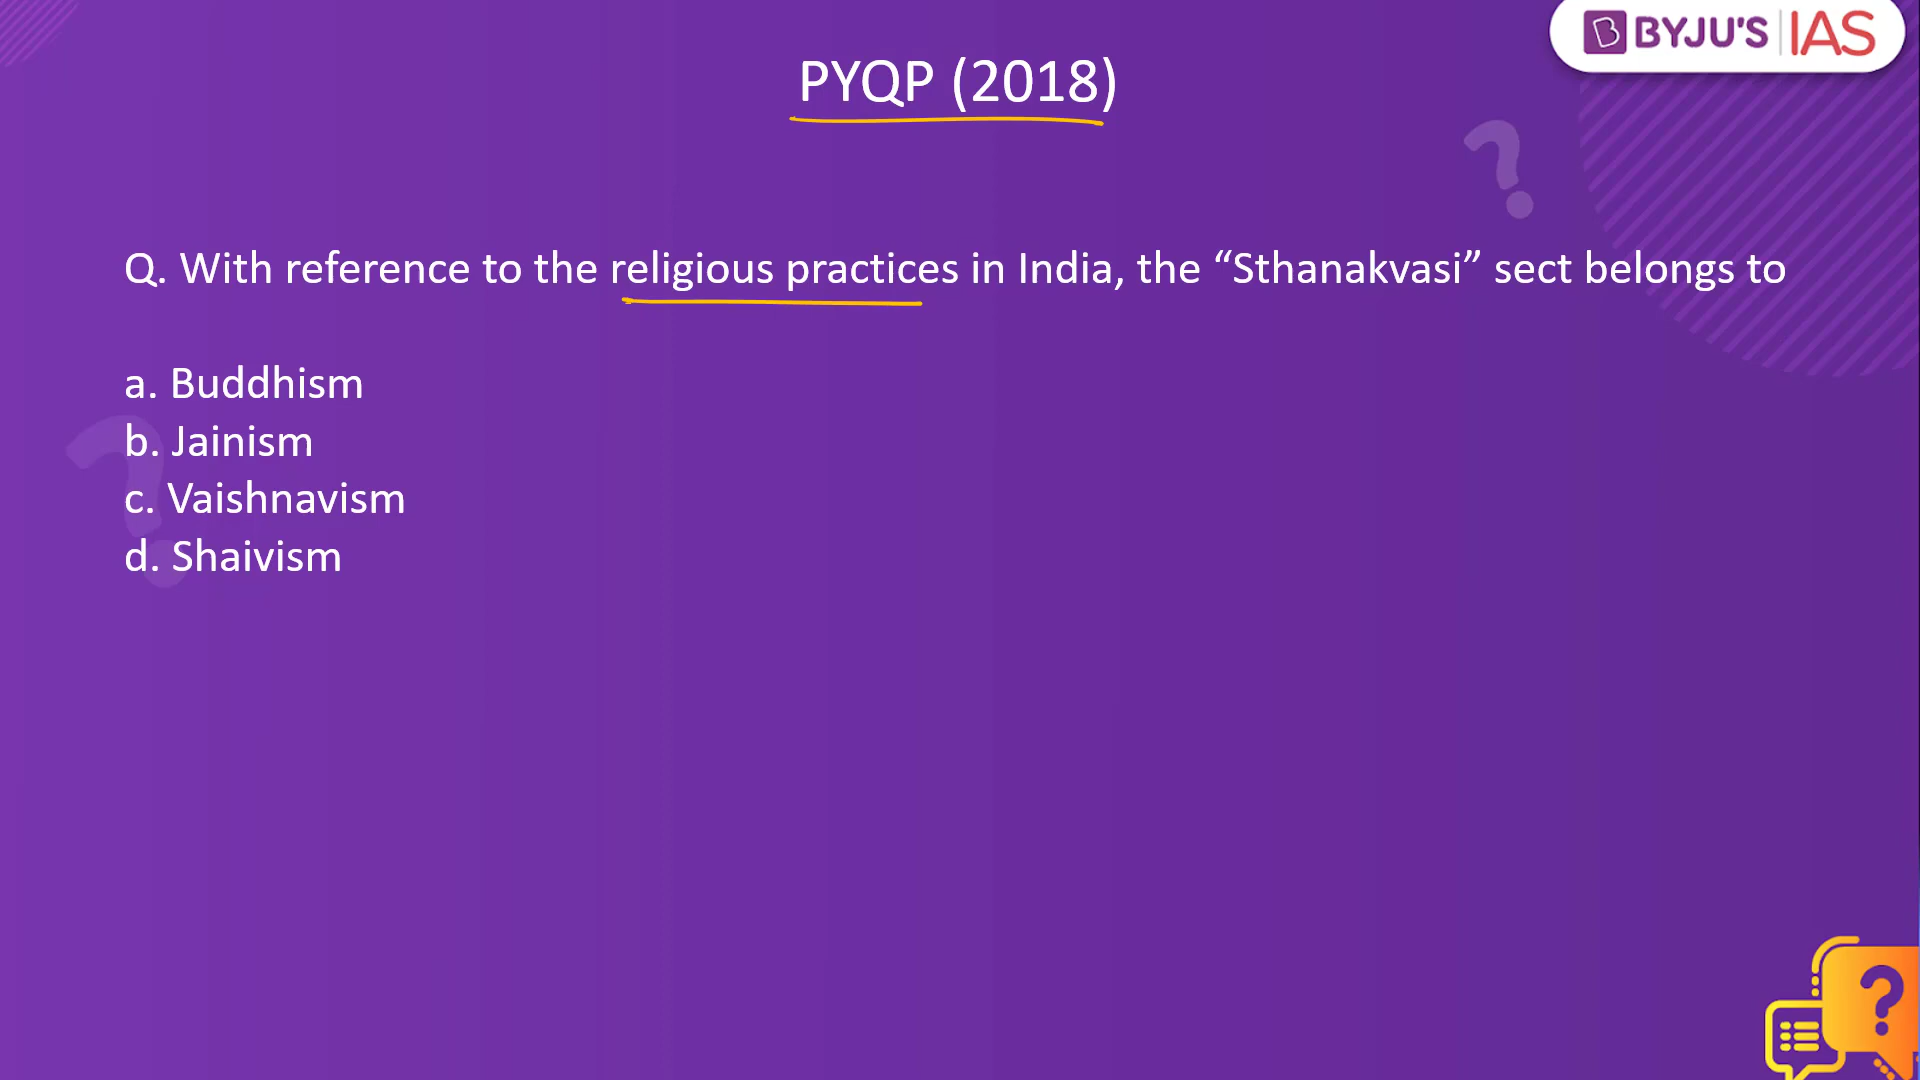 BYJU'S IAS
PYQP (2018)
Q. With reference to the religious practices in India, the “Sthanakvasi” sect belongs to
a. Buddhism
b. Jainism
c. Vaishnavism
d. Shaivism